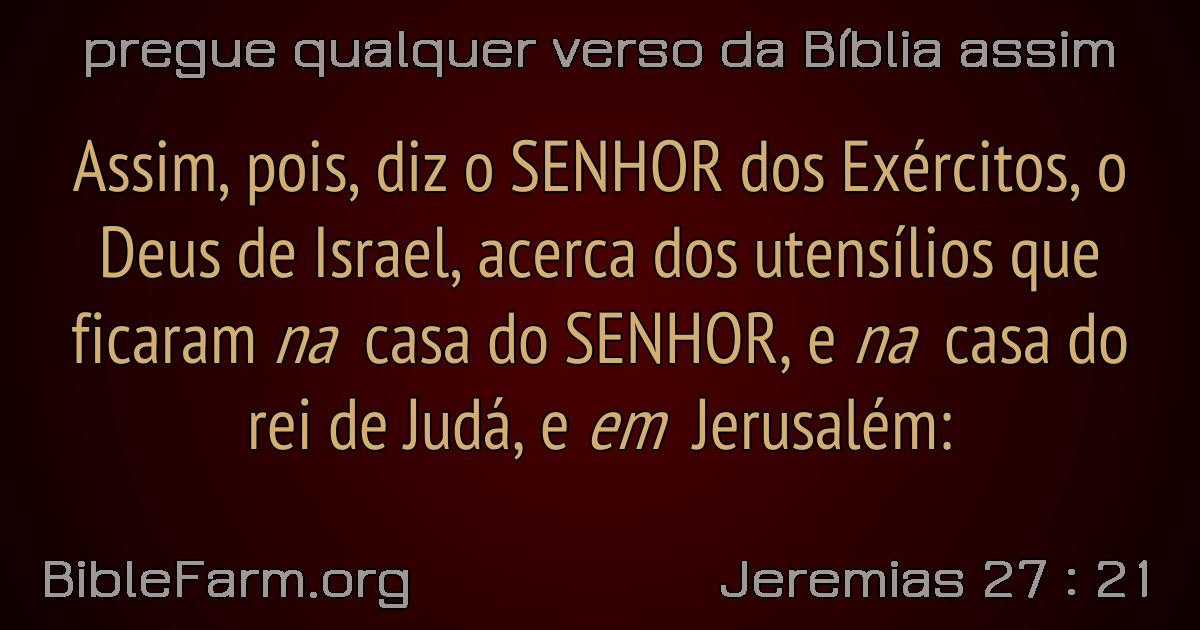 pregue qualquer verso da Bíblia assim
Assim, pois, diz o SENHOR dos Exércitos, o
Deus de Israel, acerca dos utensílios que
ficaram na casa do SENHOR, e na casa do
rei de Judá, e em Jerusalém:
BibleFarm.org
Jeremias 27 : 21